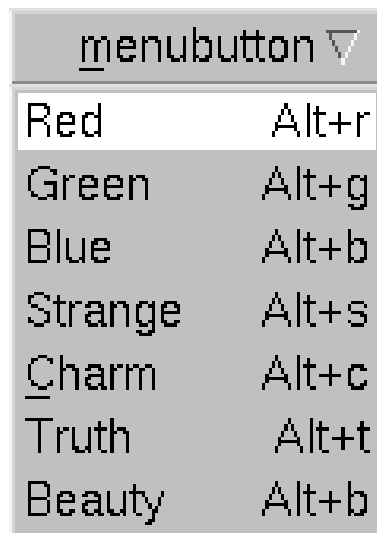 menubutton
Red Alt+r
Green Alt+g
Blue Alt+b
Strange Alt+s
Charm Alt+c
Truth Alt+t
Beauty Alt+b